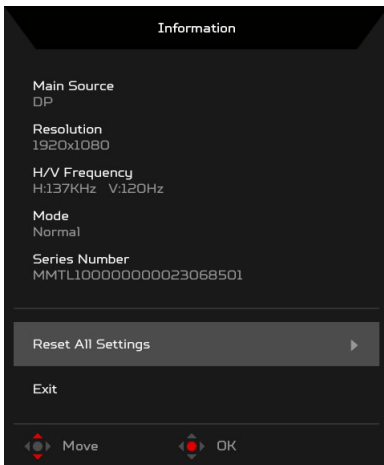 Information
Main Source
DP
Resolution
1920x1080
H/V Frequency
H:137KHz V:120Hz
Mode
Normal
Series Number
MMTL100000000023068501
Reset All Settings
Exit
Move OK